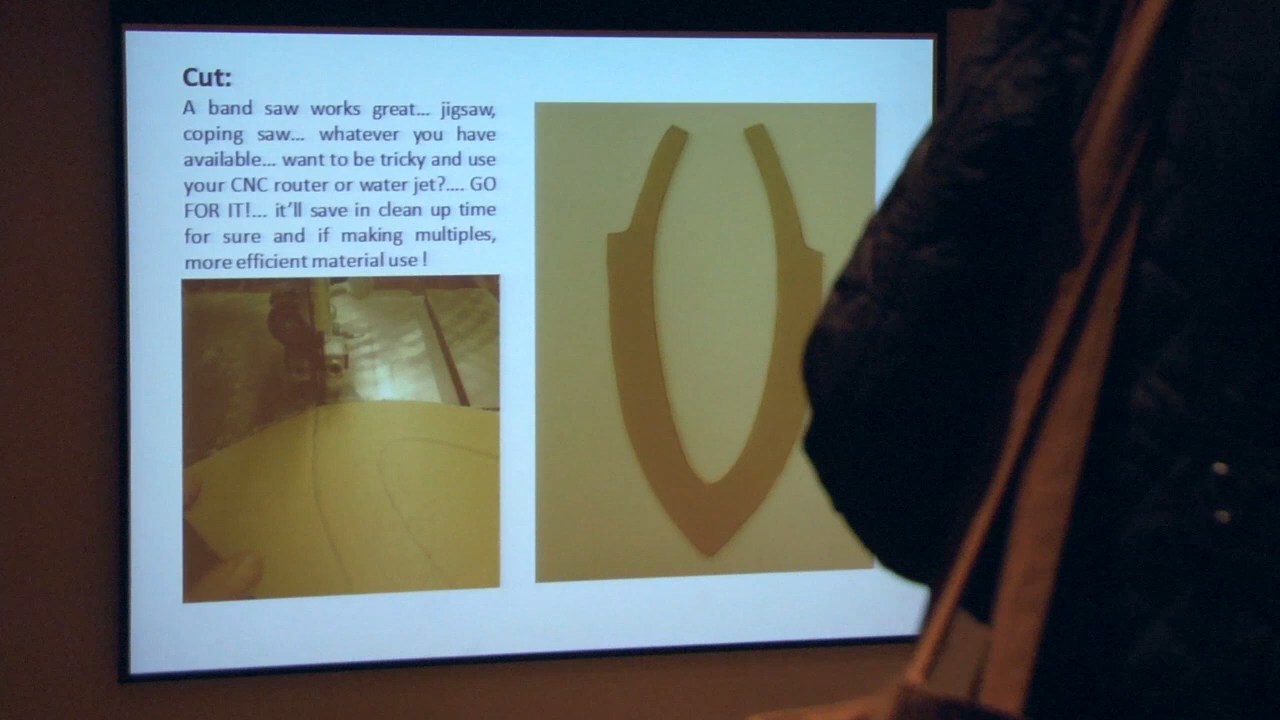 Cut:
A band saw works great... jigsaw,
coping saw... whatever you have
available... want to be tricky and use
your CNC router or water jet?.... GO
FOR IT!... it'll save in clean up time
for sure and if making multiples,
more efficient material use !